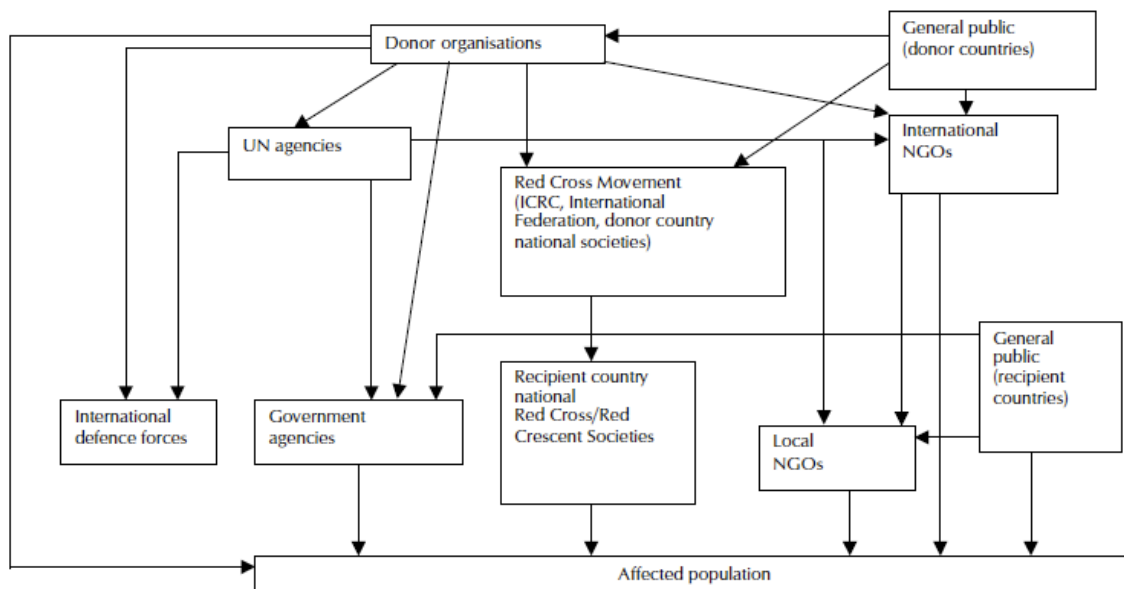 Donor organisations
General public
(donor countries)
UN agencies
International
NGOs
Red Cross Movement
(ICRC, International
Federation, donor country
national societies)
General
public
(recipient
countries)
International
defence forces
Government
agencies
Recipient country
national
Red Cross/Red
Crescent Societies
Local
NGOs
Affected population